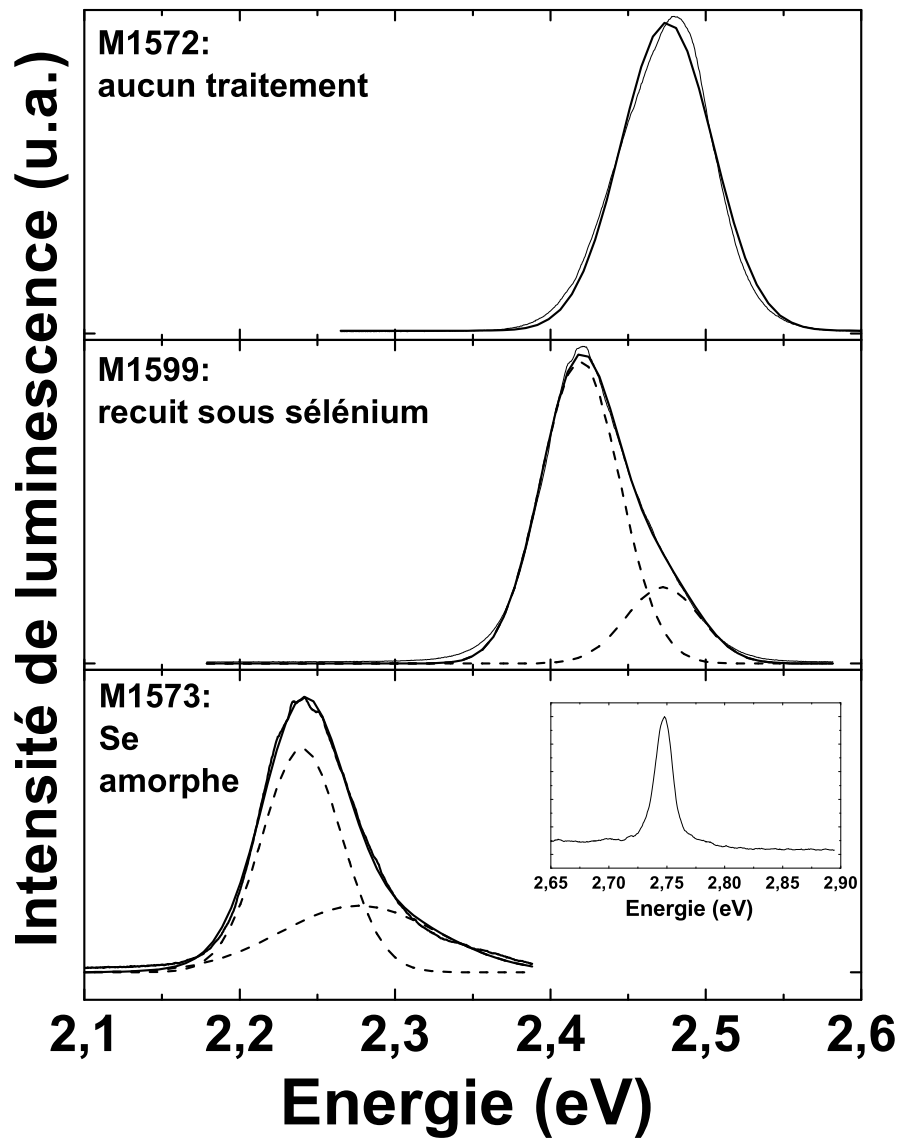 Intensité de luminescence (u.a.)
M1572:
aucun traitement
M1599:
recuit sous sélénium
M1573:
Se
amorphe
2,65 2,70 2,75 2,80 2,85 2,90
Energie (eV)
2,1 2,2 2,3 2,4 2,5 2,6
Energie (eV)